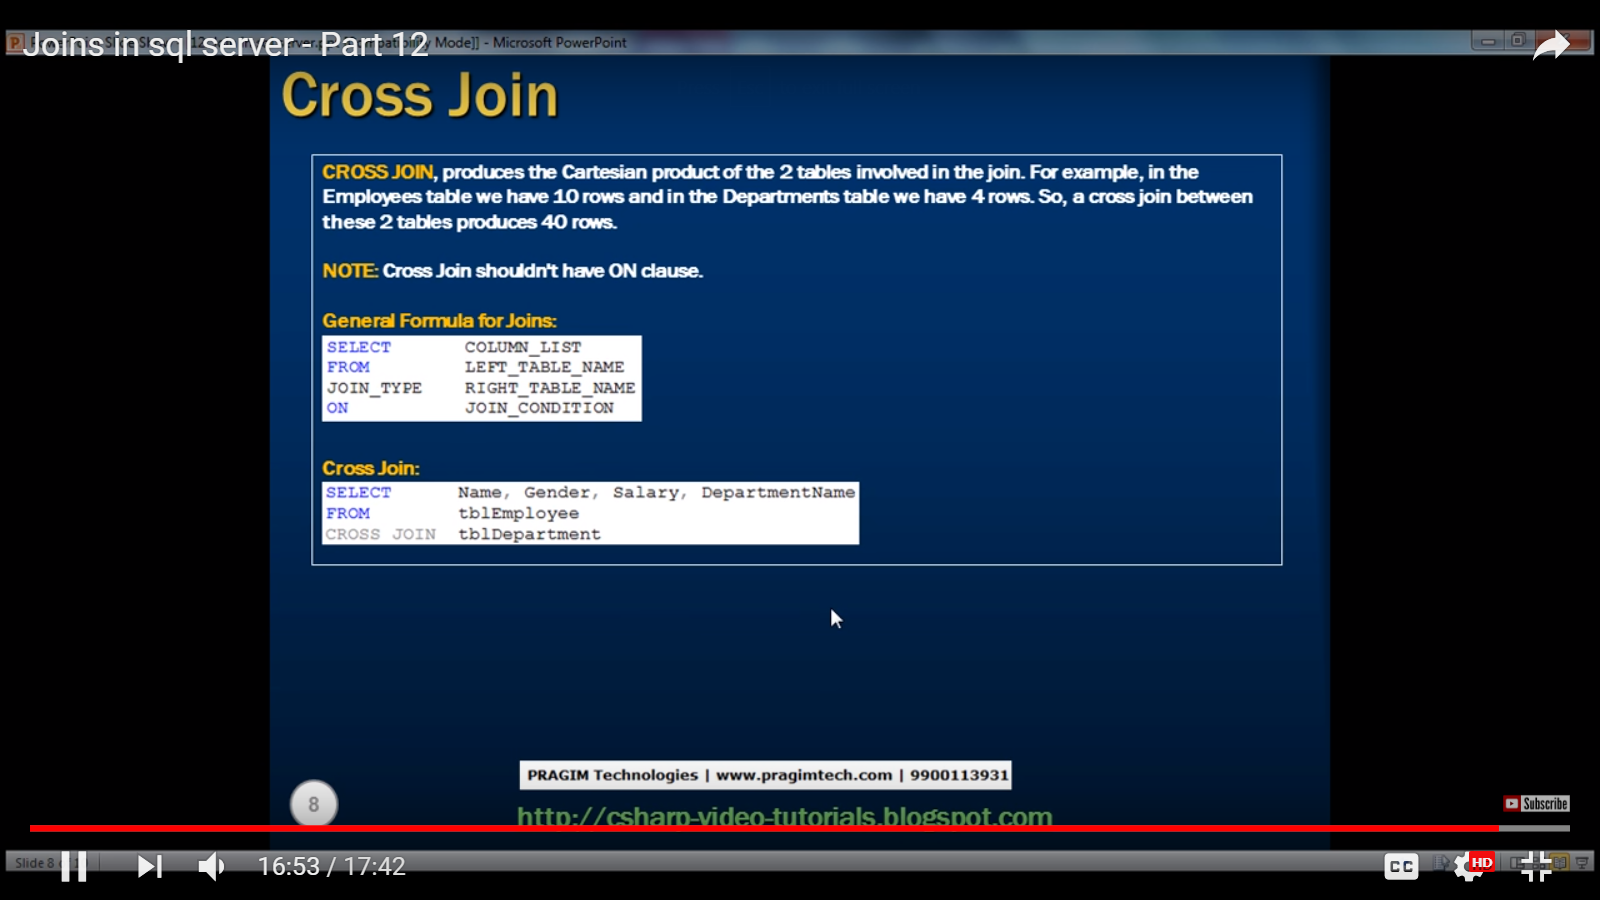 Joins in sql server - Part 12
Mode]] - Microsoft PowerPoint
Cross Join
CROSS JOIN, produces the Cartesian product of the 2 tables involved in the join. For example, in the
Employees table we have 10 rows and in the Departments table we have 4 rows. So, a cross join between
these 2 tables produces 40 rows.
NOTE: Cross Join shouldn't have ON clause.
General Formula for Joins:
SELECT COLUMN_LIST
FROM LEFT_TABLE_NAME
JOIN_TYPE RIGHT_TABLE_NAME
ON JOIN_CONDITION
Cross Join:
SELECT Name, Gender, Salary, DepartmentName
FROM tblEmployee
CROSS JOIN tblDepartment
PRAGIM Technologies | www.pragimtech.com | 9900113931
8
http://csharp-video-tutorials.blogspot.com
Subscribe
Slide 8
16:53 / 17:42
CC
HD